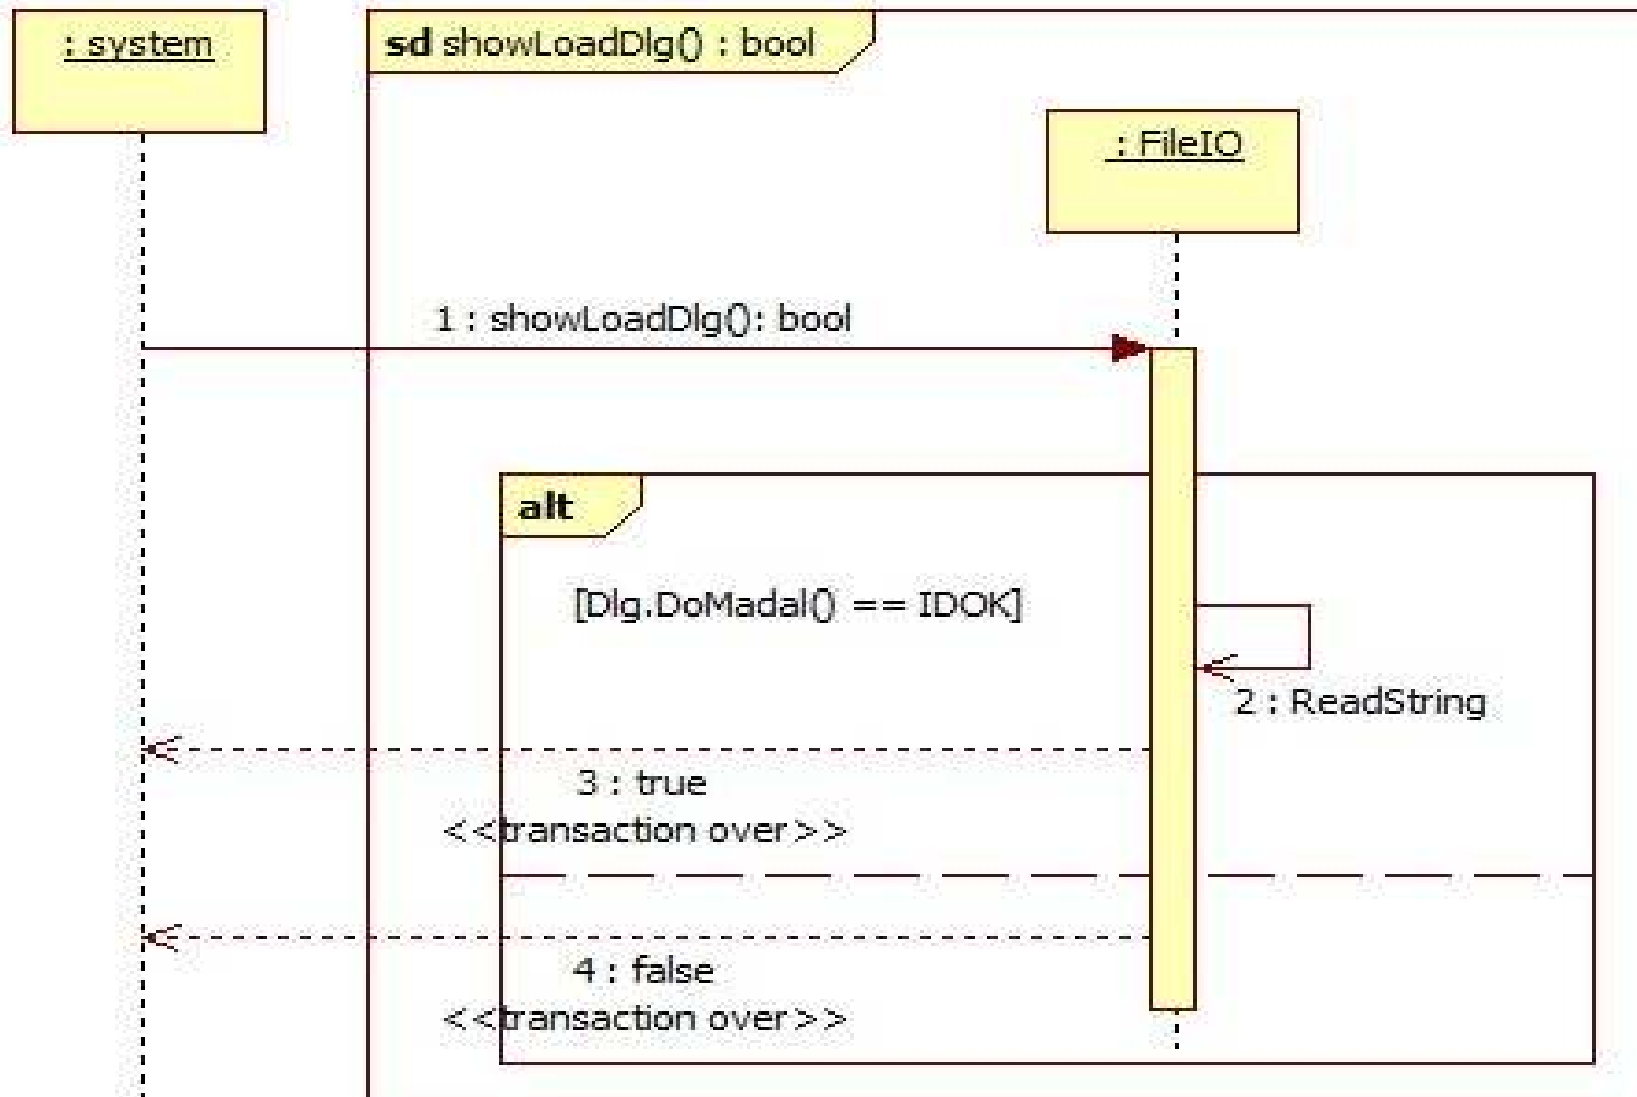 : system
sd showLoadDlg() : bool
: FileIO
1 : showLoadDlg(): bool
alt
[Dlg.DoMadal() == IDOK]
2 : ReadString
3 : true
<<transaction over>>
4 : false
<<transaction over>>